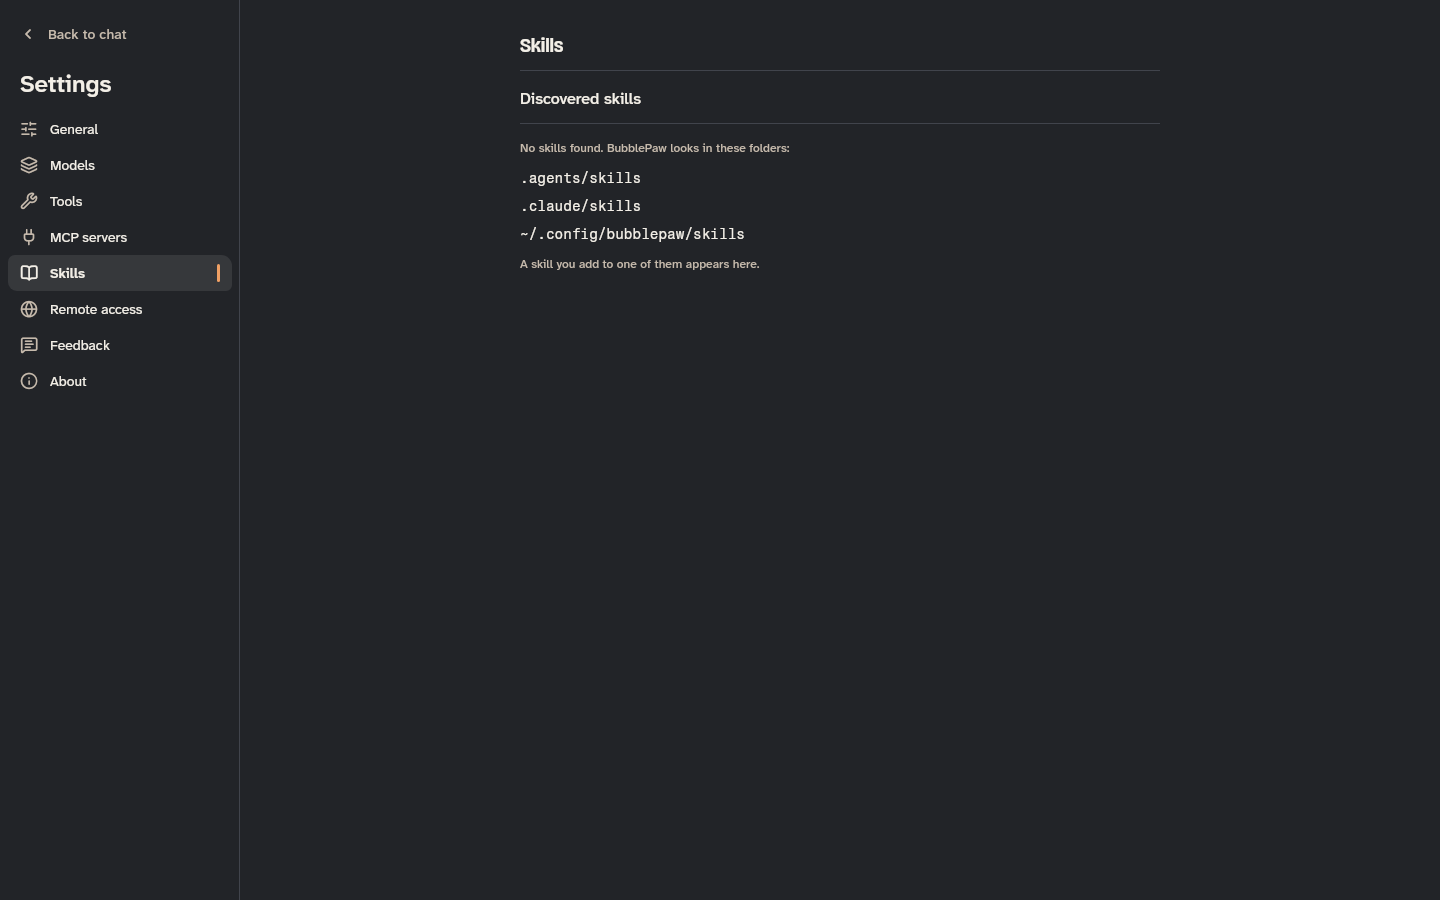 Back to chat
Settings
General
Models
Tools
MCP servers
Skills
Remote access
Feedback
About
Skills
Discovered skills
No skills found. BubblePaw looks in these folders:
.agents/skills
.claude/skills
~/.config/bubblepaw/skills
A skill you add to one of them appears here.